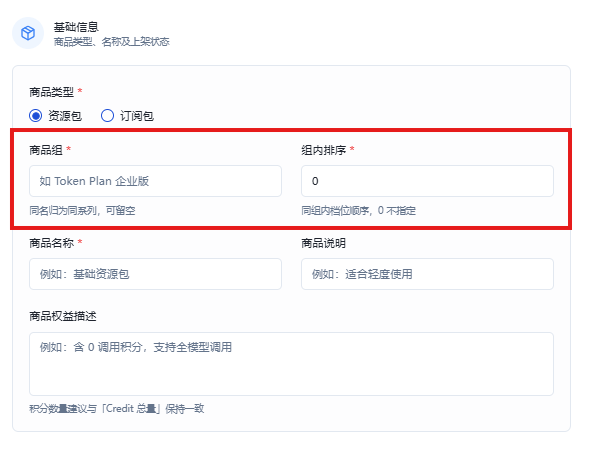 基础信息
商品类型、名称及上架状态
商品类型 *
资源包 订阅包
商品组 * 组内排序 *
如 Token Plan 企业版 0
同名归为同系列，可留空 同组内档位顺序，0 不指定
商品名称 * 商品说明
例如：基础资源包 例如：适合轻度使用
商品权益描述
例如：含 0 调用积分，支持全模型调用
积分数量建议与「Credit 总量」保持一致